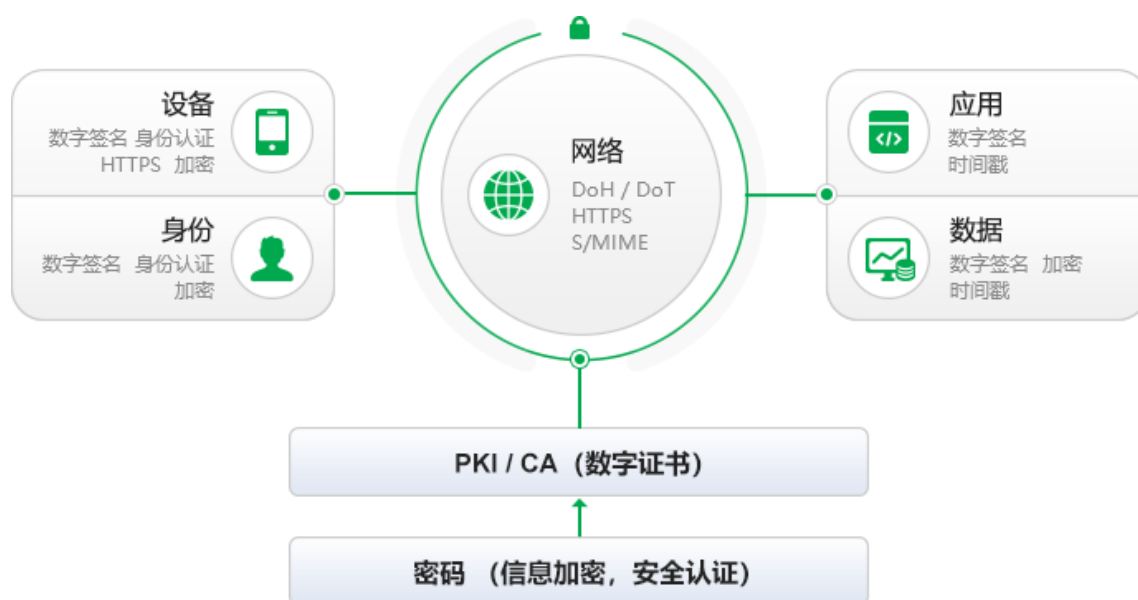 设备
数字签名 身份认证
HTTPS 加密
身份
数字签名 身份认证
加密
网络
DoH / DoT
HTTPS
S/MIME
应用
数字签名
时间戳
数据
数字签名 加密
时间戳
PKI / CA（数字证书）
密码 （信息加密，安全认证）